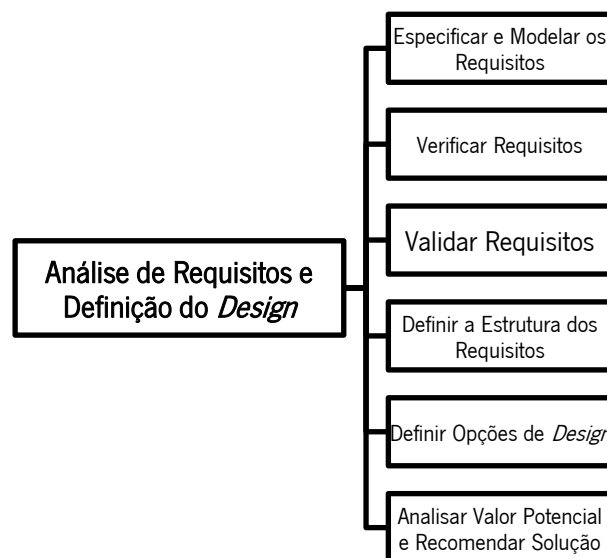 Especificar e Modelar os
Requisitos
Verificar Requisitos
Validar Requisitos
Análise de Requisitos e
Definição do Design
Definir a Estrutura dos
Requisitos
Definir Opções de Design
Analisar Valor Potencial
e Recomendar Solução